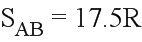 S_AB = 17.5R